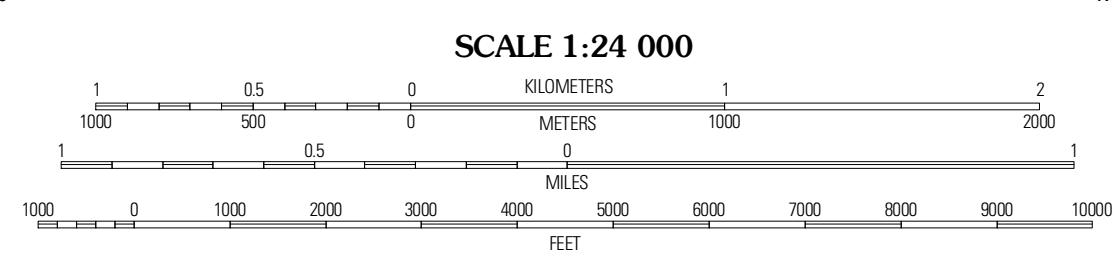 SCALE 1:24 000
1 0.5 0 KILOMETERS 1 2
1000 500 0 METERS 1000 2000
1 0.5 0 1
MILES
1000 0 1000 2000 3000 4000 5000 6000 7000 8000 9000 10000
FEET